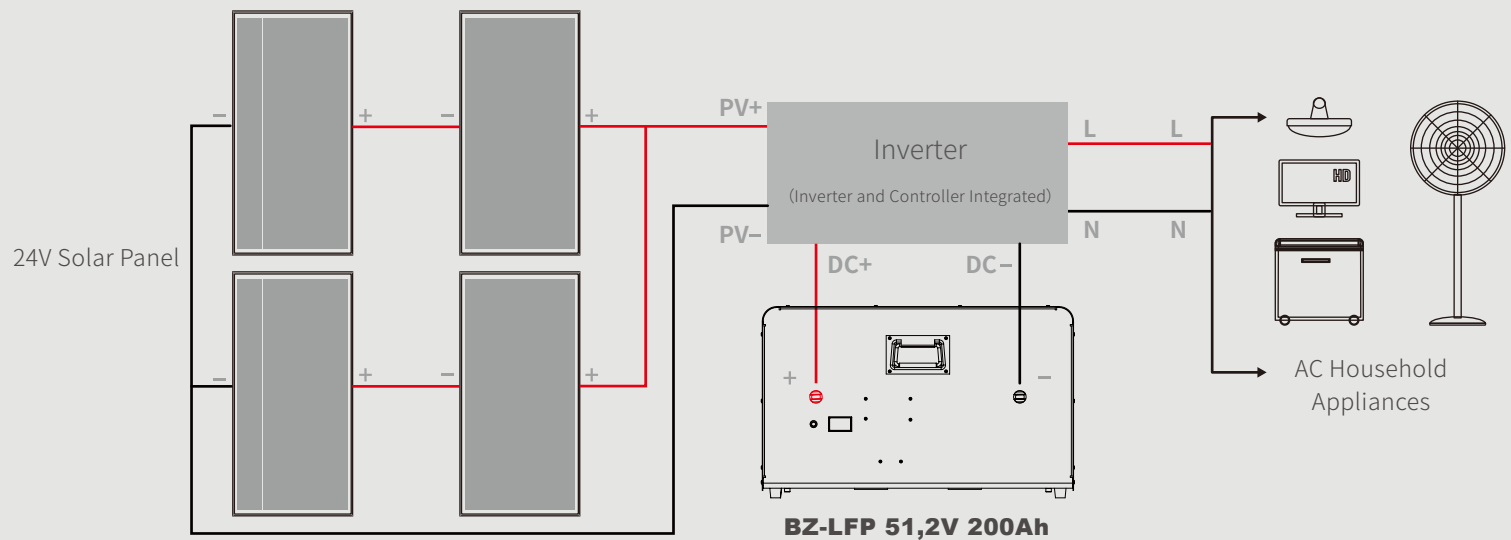 − + − + PV+
Inverter
(Inverter and Controller Integrated)
L L
HD
PV−
N N
24V Solar Panel
DC+ DC−
− + − +
+ −
AC Household
Appliances
BZ-LFP 51,2V 200Ah